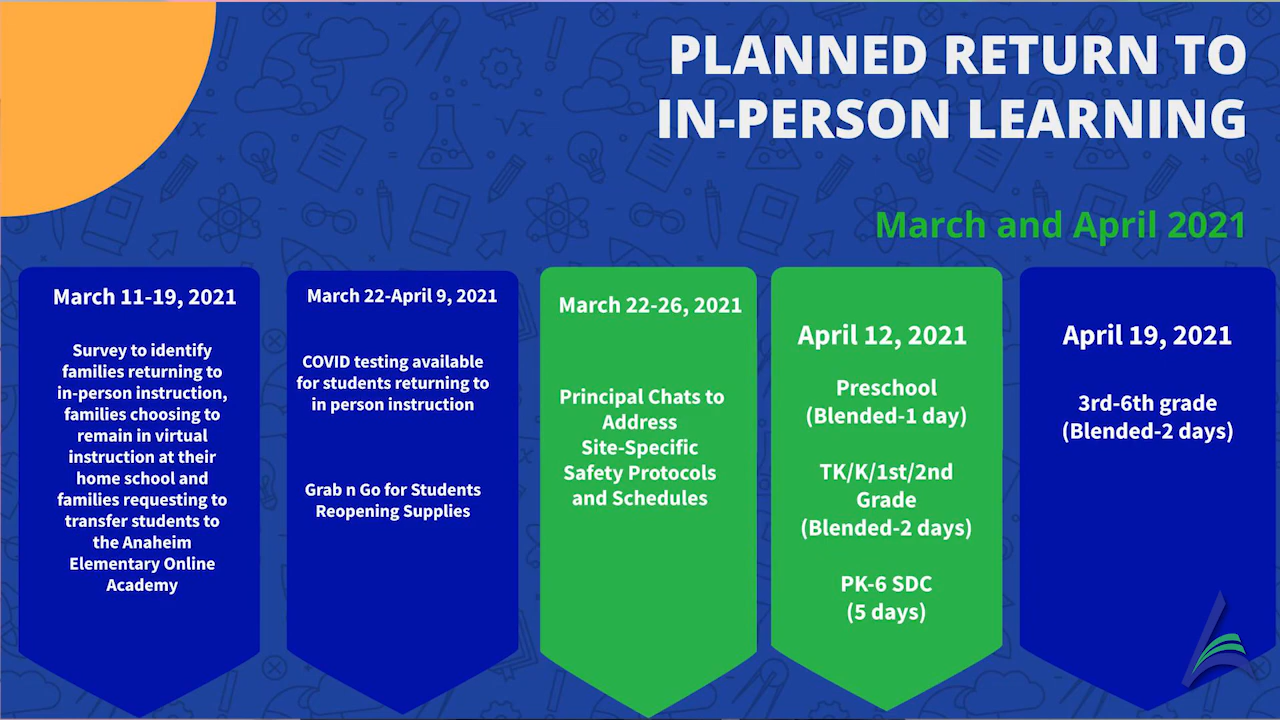 PLANNED RETURN TO
IN-PERSON LEARNING
March and April 2021
March 11-19, 2021
Survey to identify
families returning to
in-person instruction,
families choosing to
remain in virtual
instruction at their
home school and
families requesting to
transfer students to
the Anaheim
Elementary Online
Academy
March 22-April 9, 2021
COVID testing available
for students returning to
in person instruction
Grab n Go for Students
Reopening Supplies
March 22-26, 2021
Principal Chats to
Address
Site-Specific
Safety Protocols
and Schedules
April 12, 2021
Preschool
(Blended-1 day)
TK/K/1st/2nd
Grade
(Blended-2 days)
PK-6 SDC
(5 days)
April 19, 2021
3rd-6th grade
(Blended-2 days)